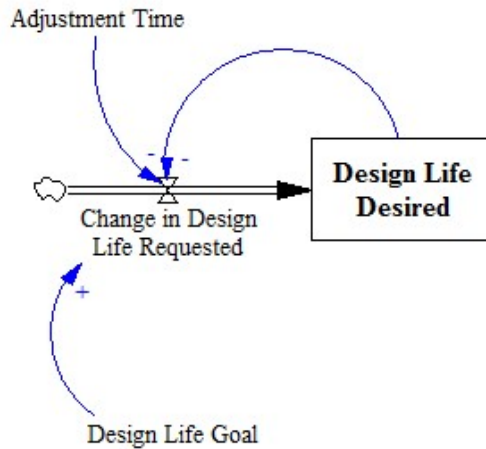 Adjustment Time
- -
Design Life
Desired
Change in Design
Life Requested
+
Design Life Goal